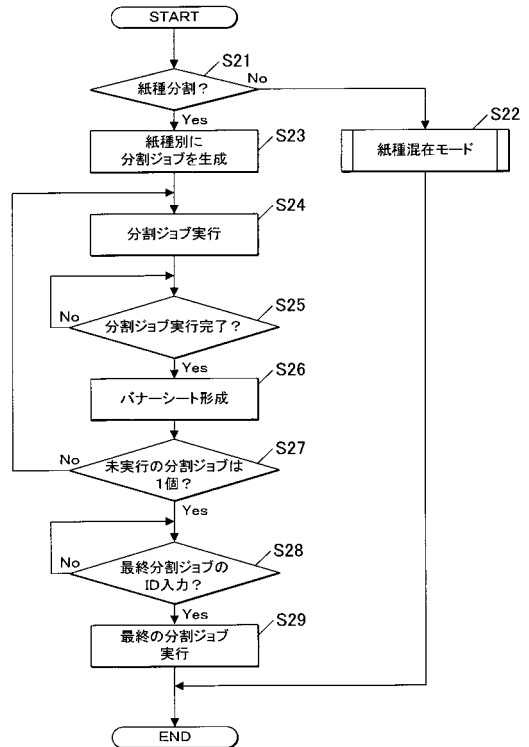 START
S21
紙種分割?
No
Yes
S22
紙種混在モード
S23
紙種別に
分割ジョブを生成
S24
分割ジョブ実行
S25
No
分割ジョブ実行完了?
Yes
S26
バナーシート形成
S27
No
未実行の分割ジョブは
1個?
Yes
S28
No
最終分割ジョブの
ID入力?
Yes
S29
最終の分割ジョブ
実行
END